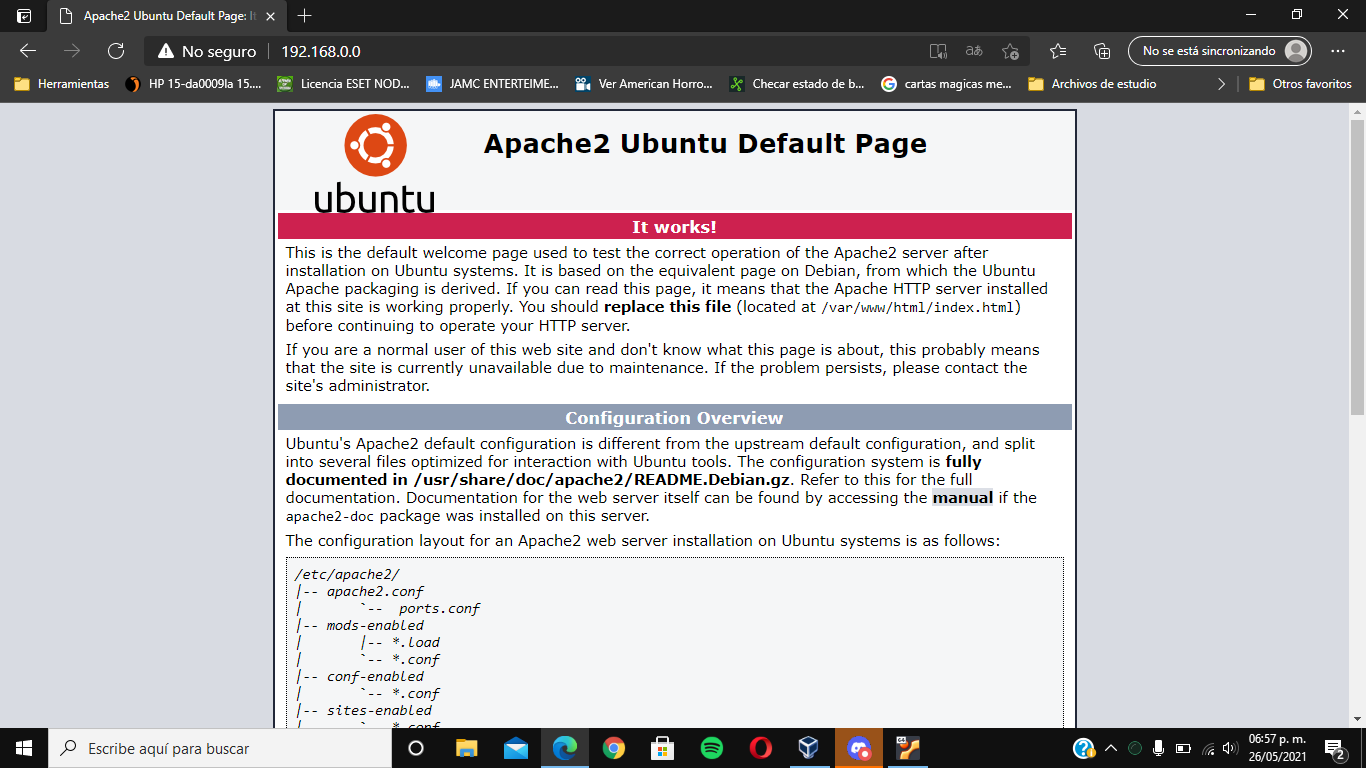 Apache2 Ubuntu Default Page: It
No seguro
192.168.0.0
No se está sincronizando
Herramientas
HP 15-da0009la 15....
Licencia ESET NOD...
JAMC ENTERTEIME...
Ver American Horro...
Checar estado de b...
cartas magicas me...
Archivos de estudio
Otros favoritos
ubuntu
Apache2 Ubuntu Default Page
It works!
This is the default welcome page used to test the correct operation of the Apache2 server after
installation on Ubuntu systems. It is based on the equivalent page on Debian, from which the Ubuntu
Apache packaging is derived. If you can read this page, it means that the Apache HTTP server installed
at this site is working properly. You should replace this file (located at /var/www/html/index.html)
before continuing to operate your HTTP server.
If you are a normal user of this web site and don't know what this page is about, this probably means
that the site is currently unavailable due to maintenance. If the problem persists, please contact the
site's administrator.
Configuration Overview
Ubuntu's Apache2 default configuration is different from the upstream default configuration, and split
into several files optimized for interaction with Ubuntu tools. The configuration system is fully
documented in /usr/share/doc/apache2/README.Debian.gz. Refer to this for the full
documentation. Documentation for the web server itself can be found by accessing the manual if the
apache2-doc package was installed on this server.
The configuration layout for an Apache2 web server installation on Ubuntu systems is as follows:
/etc/apache2/
|-- apache2.conf
|       `--  ports.conf
|-- mods-enabled
|       |-- *.load
|       `-- *.conf
|-- conf-enabled
|       `-- *.conf
|-- sites-enabled
|       `-- *.conf
Escribe aquí para buscar
06:57 p. m.
26/05/2021
2